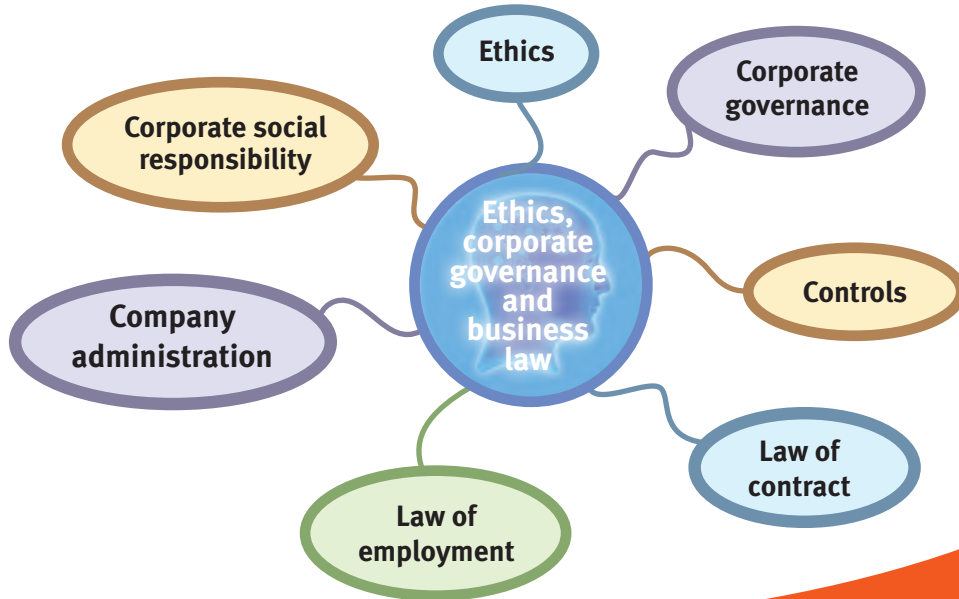 Ethics
Corporate
governance
Corporate social
responsibility
Ethics,
corporate
governance
and
business
law
Controls
Company
administration
Law of
contract
Law of
employment